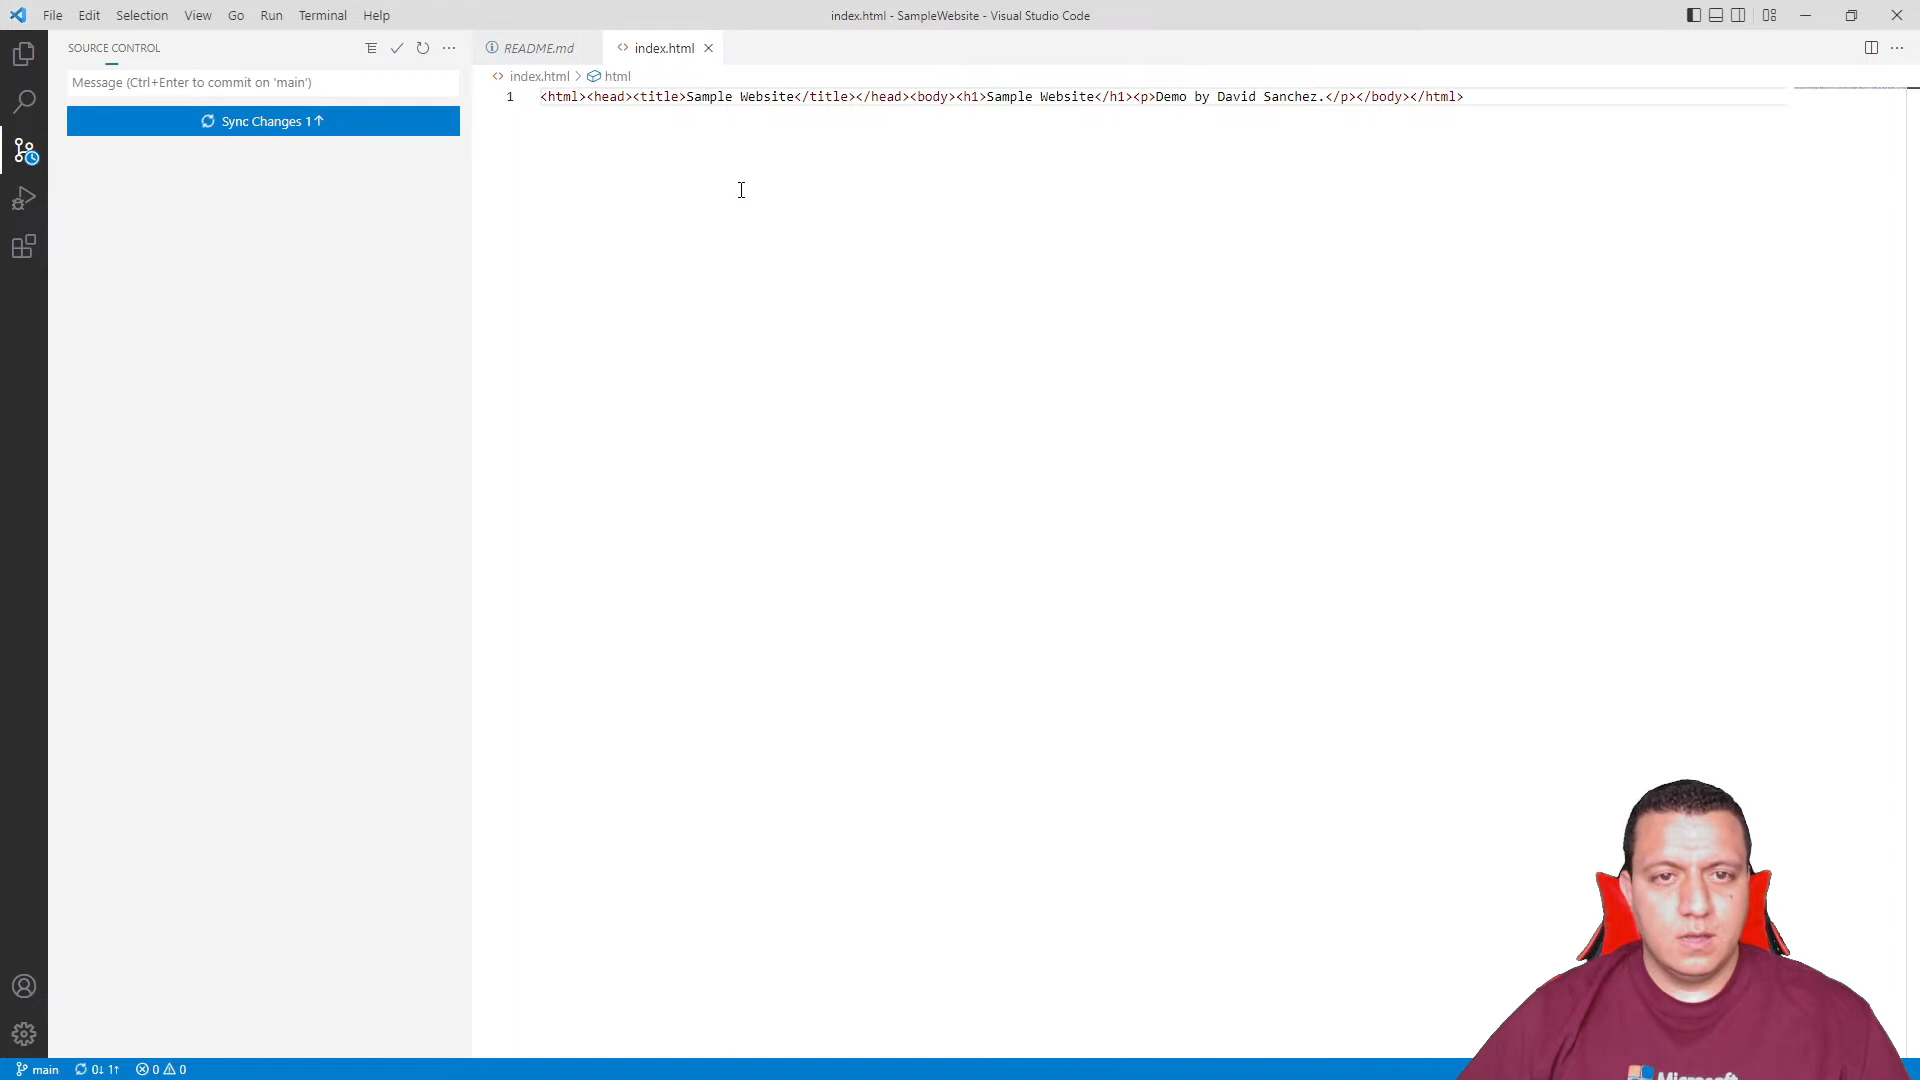 File Edit Selection View Go Run Terminal Help
index.html - SampleWebsite - Visual Studio Code
SOURCE CONTROL
README.md
index.html
Message (Ctrl+Enter to commit on 'main')
index.html > html
1 <html><head><title>Sample Website</title></head><body><h1>Sample Website</h1><p>Demo by David Sanchez.</p></body></html>
Sync Changes 1↑
Microsoft
main 0↓ 1↑ 0 0